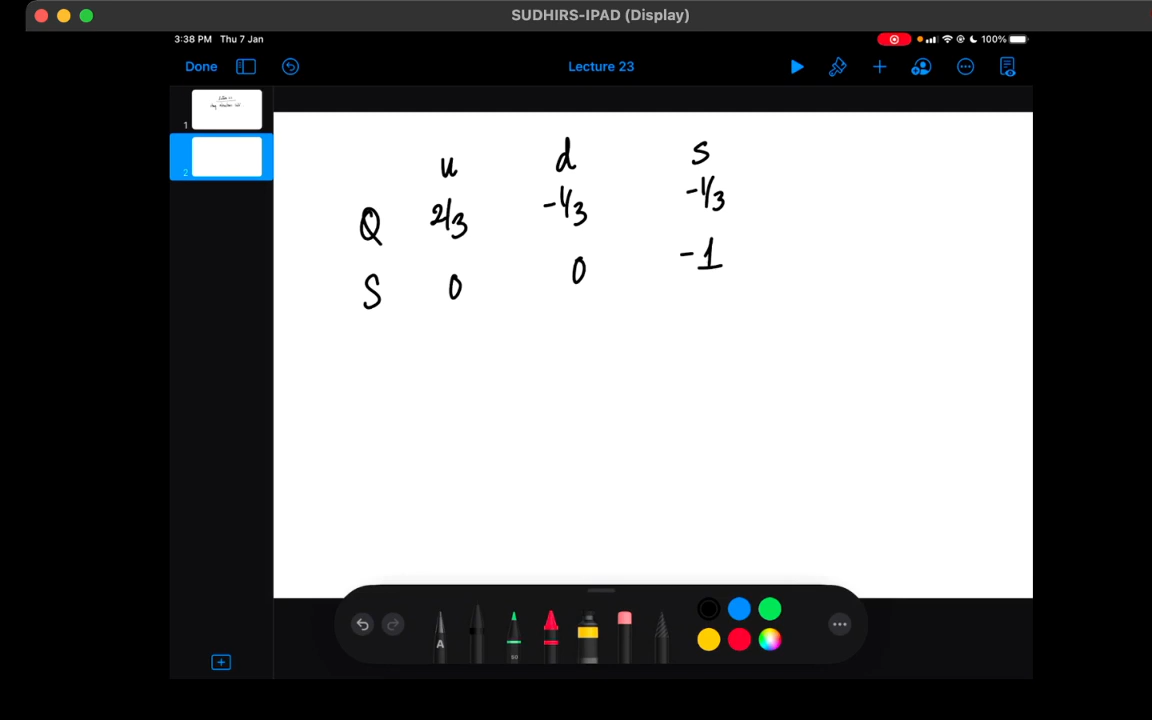 SUDHIRS-IPAD (Display)
3:38 PM Thu 7 Jan
100%
Done
Lecture 23
1
2
u d s
Q 2/3 -1/3 -1/3
S 0 0 -1
A